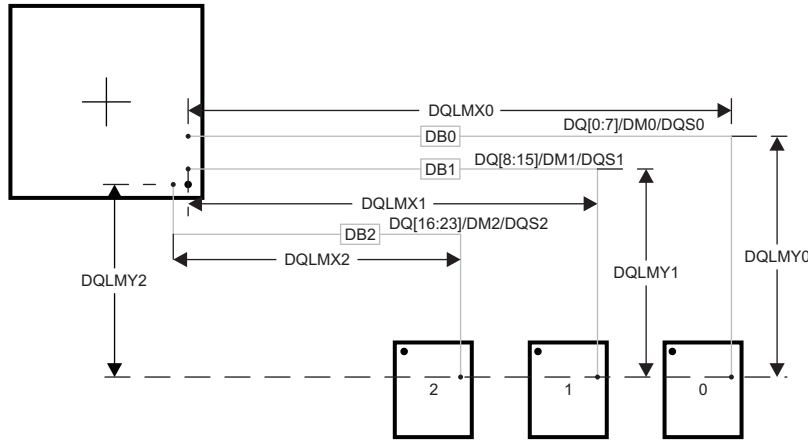 DQLMX0
DQ[0:7]/DM0/DQS0
DB0
DQ[8:15]/DM1/DQS1
DB1
DQLMX1
DQ[16:23]/DM2/DQS2
DB2
DQLMX2
DQLMY0
DQLMY1
DQLMY2
2
1
0